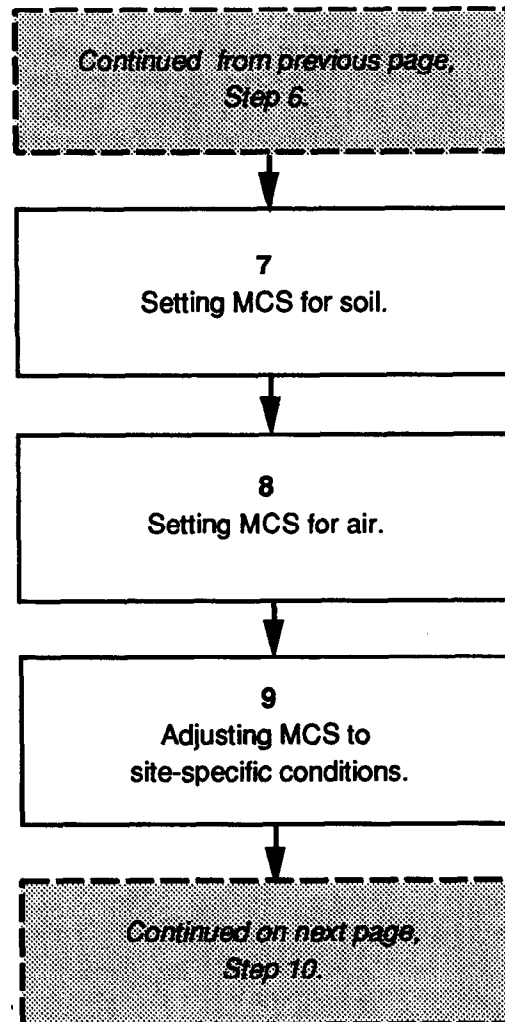 Continued from previous page,
Step 6.
7
Setting MCS for soil.
8
Setting MCS for air.
9
Adjusting MCS to
site-specific conditions.
Continued on next page,
Step 10.